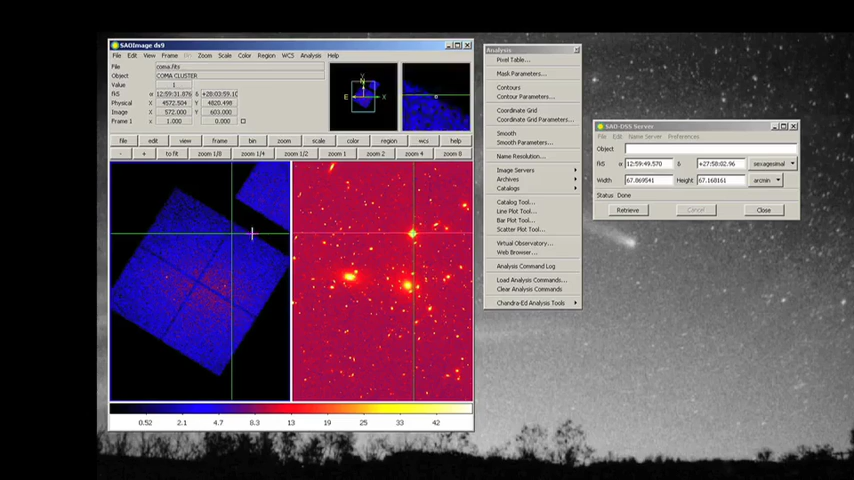 SAOImage ds9
File Edit View Frame Bin Zoom Scale Color Region WCS Analysis Help
File coma.fits
Object COMA CLUSTER
Value
fk5 α 12:59:31.876 δ +28:03:59.10
Physical X 4572.504 Y 4820.498
Image X 572.000 Y 603.000
Frame 1 x 1.000 0.000
N
E
X
file edit view frame bin zoom scale color region wcs help
- + to fit zoom 1/8 zoom 1/4 zoom 1/2 zoom 1 zoom 2 zoom 4 zoom 8
0.52 2.1 4.7 8.3 13 19 25 33 42
Analysis
Pixel Table...
Mask Parameters...
Contours
Contour Parameters...
Coordinate Grid
Coordinate Grid Parameters...
Smooth
Smooth Parameters...
Name Resolution...
Image Servers
Archives
Catalogs
Catalog Tool...
Line Plot Tool...
Bar Plot Tool...
Scatter Plot Tool...
Virtual Observatory...
Web Browser...
Analysis Command Log
Load Analysis Commands...
Clear Analysis Commands
Chandra-Ed Analysis Tools
SAO-DSS Server
File Edit Name Server Preferences
Object
fk5 α 12:59:49.570 δ +27:58:02.96 sexagesimal
Width 67.869541 Height 67.168161 arcmin
Status Done
Retrieve Cancel Close